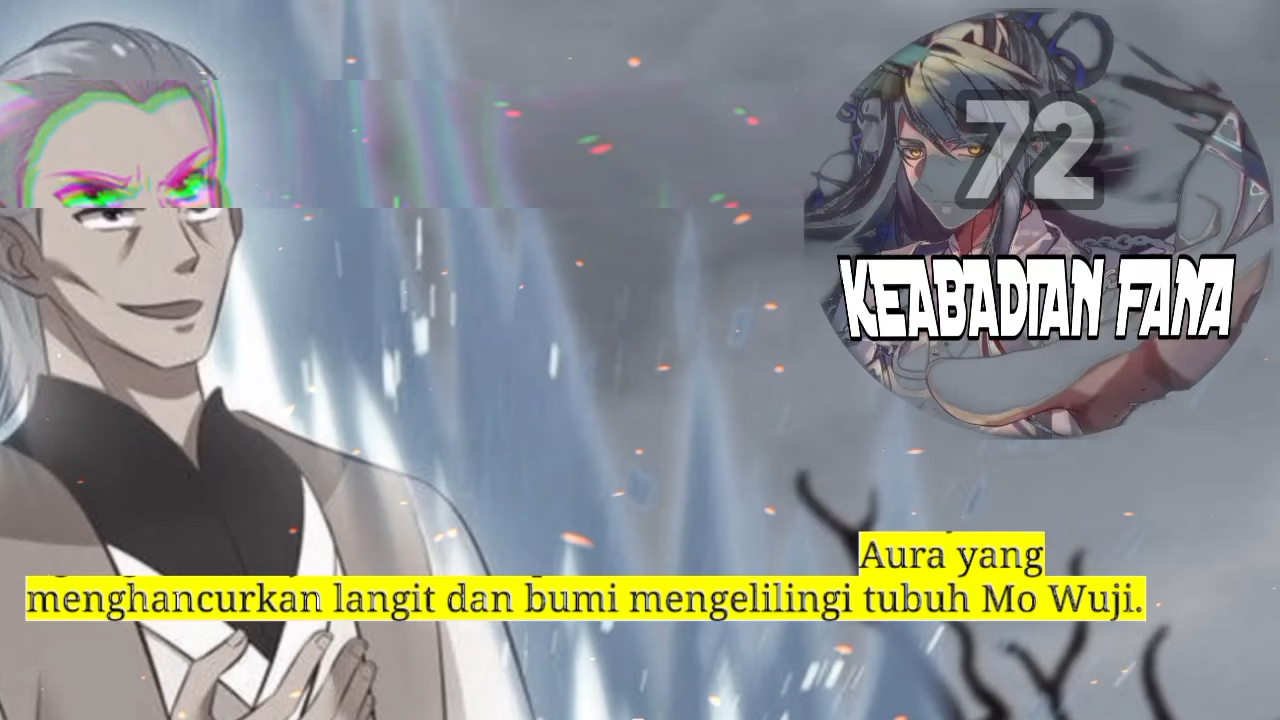 72
KEABADIAN FANA
Aura yang
menghancurkan langit dan bumi mengelilingi tubuh Mo Wuji.